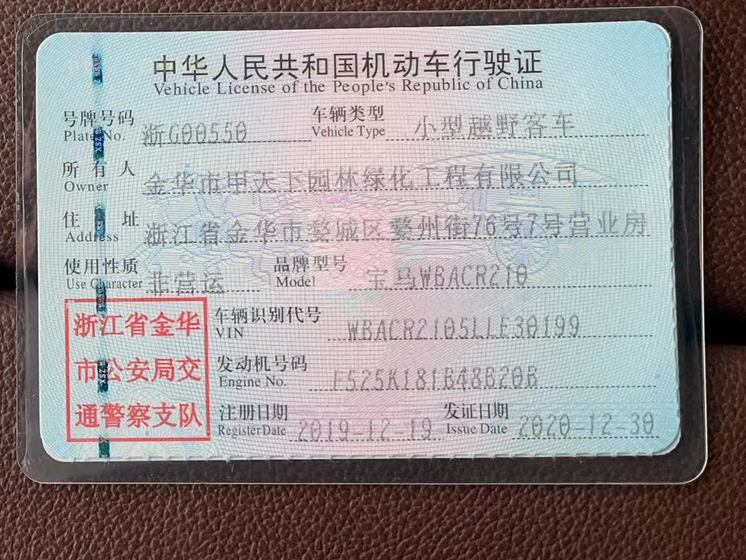 中华人民共和国机动车行驶证
Vehicle License of the People's Republic of China
号牌号码 浙G00550 车辆类型 小型越野客车
Plate No. Vehicle Type
所有人 金华市甲天下园林绿化工程有限公司
Owner
住址 浙江省金华市婺城区婺州街76号7号营业房
Address
使用性质 非营运 品牌型号 宝马WBACR210
Use Character Model
浙江省金华
市公安局交
通警察支队
车辆识别代号 WBACR2105LLF30199
VIN
发动机号码 F525K181B48B20B
Engine No.
注册日期 2019-12-19 发证日期 2020-12-30
Register Date Issue Date